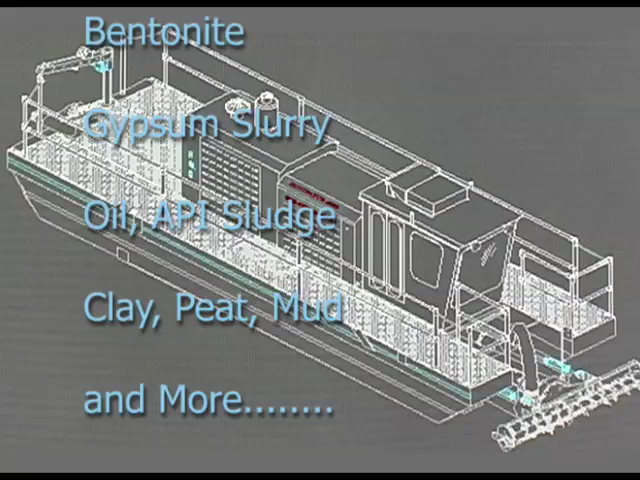 Bentonite
Gypsum Slurry
Oil, API Sludge
Clay, Peat, Mud
and More........